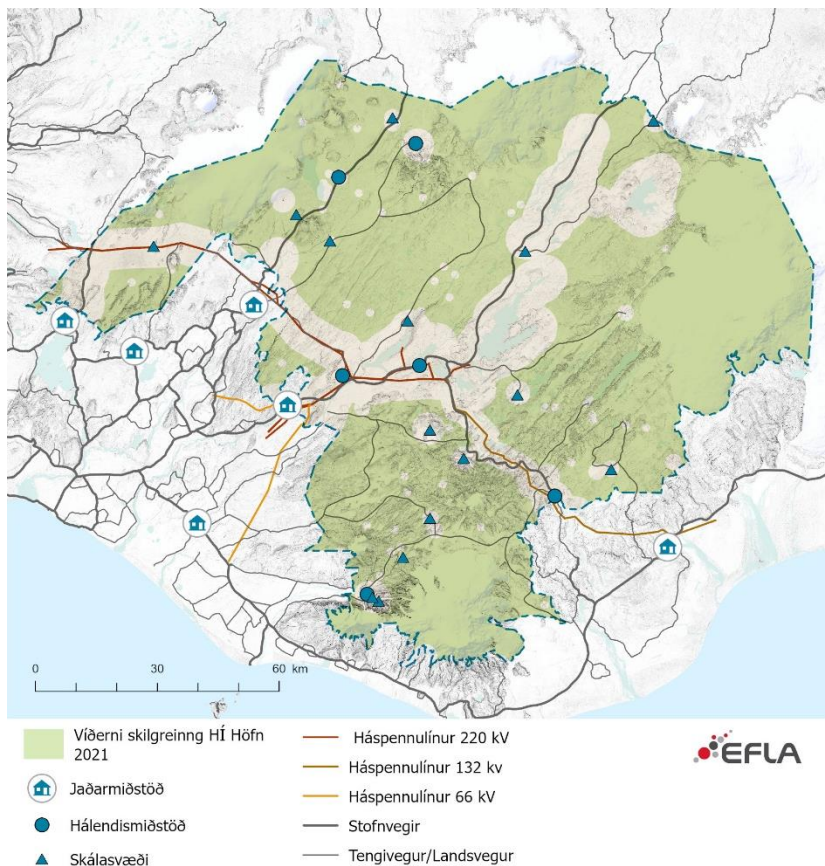 0 30 60 km
Víðerni skilgreinng HÍ Höfn
2021
Jaðarmiðstöð
Hálendismiðstöð
Skálasvæði
Háspennulínur 220 kV
Háspennulínur 132 kv
Háspennulínur 66 kV
Stofnvegir
Tengivegur/Landsvegur
EFLA